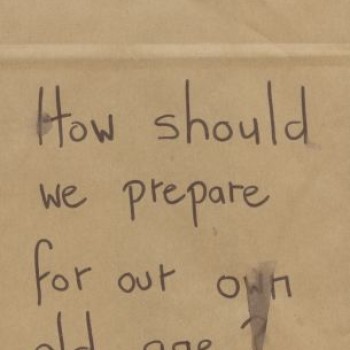 How should
we prepare
for our own
old age?